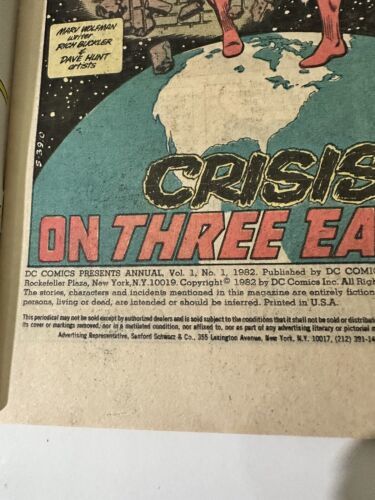 MARV WOLFMAN
writer
RICH BUCKLER
&
DAVE HUNT
artists
CRISIS
ON THREE EA
DC COMICS PRESENTS ANNUAL, Vol. 1, No. 1, 1982. Published by DC COMIC
Rockefeller Plaza, New York, N.Y. 10019. Copyright © 1982 by DC Comics Inc. All Righ
The stories, characters and incidents mentioned in this magazine are entirely fiction
persons, living or dead, are intended or should be inferred. Printed in U.S.A.
This periodical may not be sold except by authorized dealers and is sold subject to the conditions that it shall not be sold or distribu
its cover or markings removed, nor in a mutilated condition, nor affixed to, nor as part of any advertising literary or pictorial m
Advertising Representative, Sanford Schwarz & Co., 355 Lexington Avenue, New York, N.Y. 10017, (212) 391-14